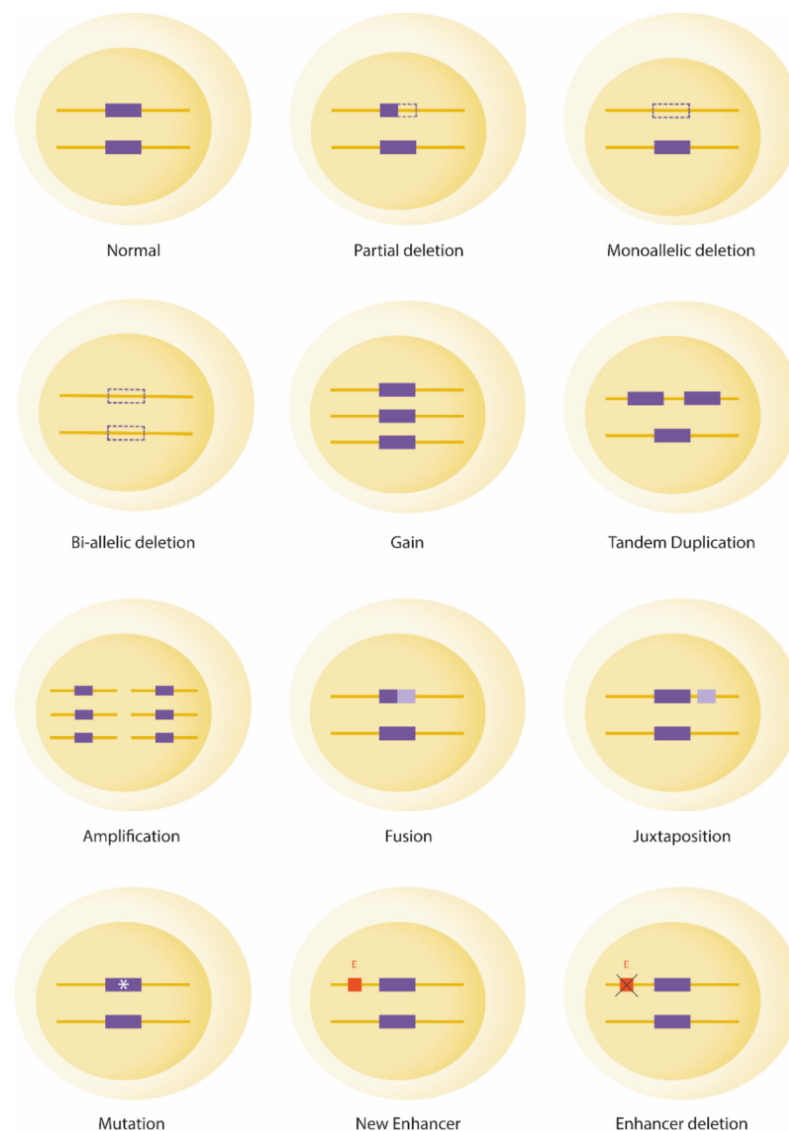 Normal
Partial deletion
Monoallelic deletion
Bi-allelic deletion
Gain
Tandem Duplication
Amplification
Fusion
Juxtaposition
*
E
E
Mutation
New Enhancer
Enhancer deletion